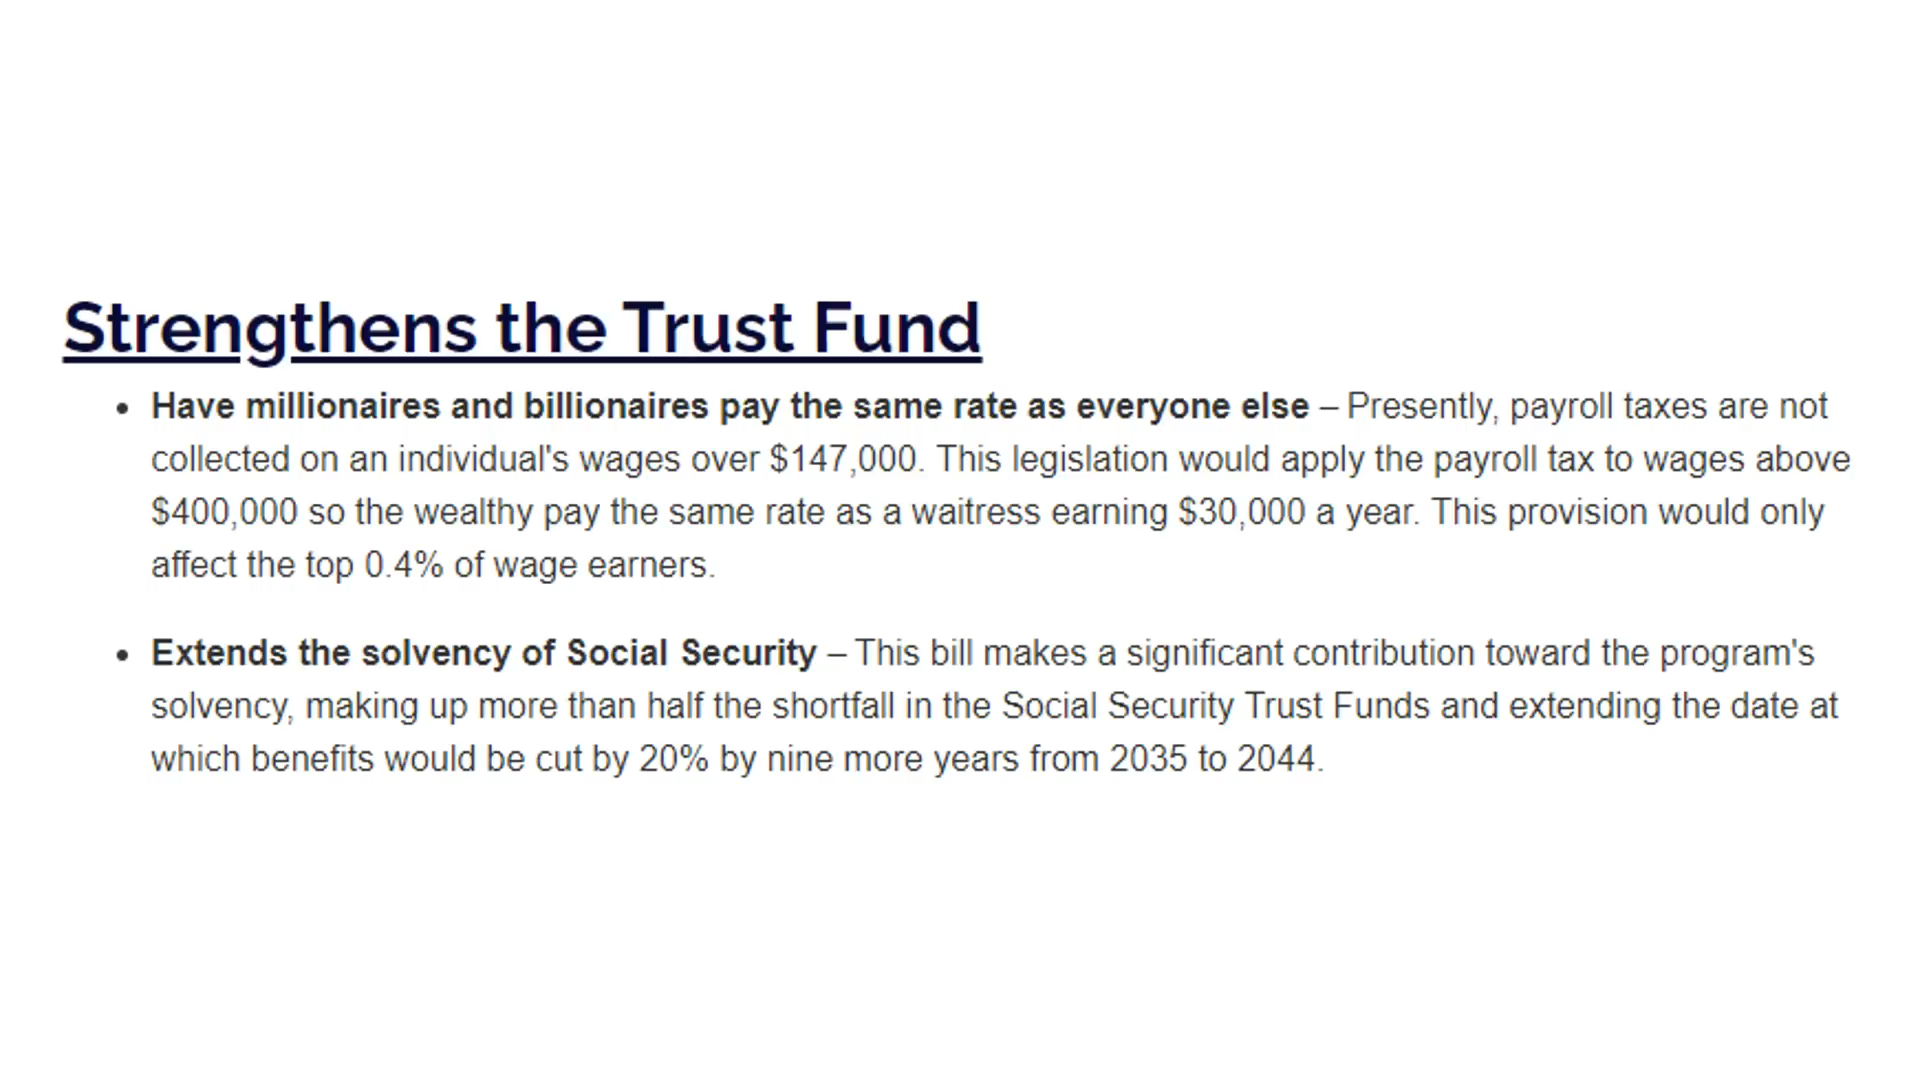 Strengthens the Trust Fund
• Have millionaires and billionaires pay the same rate as everyone else – Presently, payroll taxes are not
collected on an individual's wages over $147,000. This legislation would apply the payroll tax to wages above
$400,000 so the wealthy pay the same rate as a waitress earning $30,000 a year. This provision would only
affect the top 0.4% of wage earners.
• Extends the solvency of Social Security – This bill makes a significant contribution toward the program's
solvency, making up more than half the shortfall in the Social Security Trust Funds and extending the date at
which benefits would be cut by 20% by nine more years from 2035 to 2044.